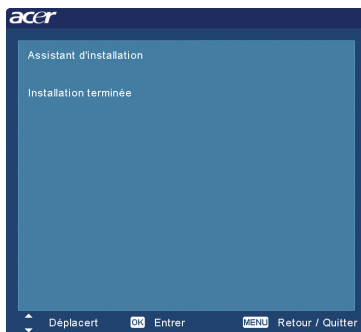 acer
Assistant d'installation
Installation terminée
Déplacert OK Entrer MENU Retour / Quitter